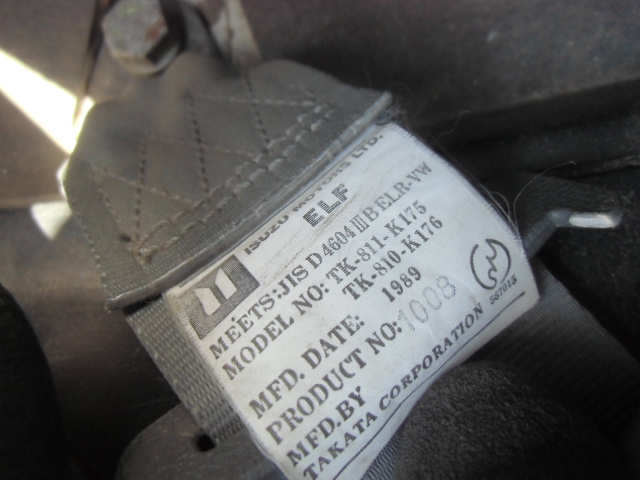 ISUZU MOTORS LTD.
ELF
MEETS:JIS D 4604 III BELR-VW
MODEL NO: TK-811-K175
TK-810-K176
MFD. DATE: 1989
PRODUCT NO: 1008
MFD.BY
TAKATA CORPORATION